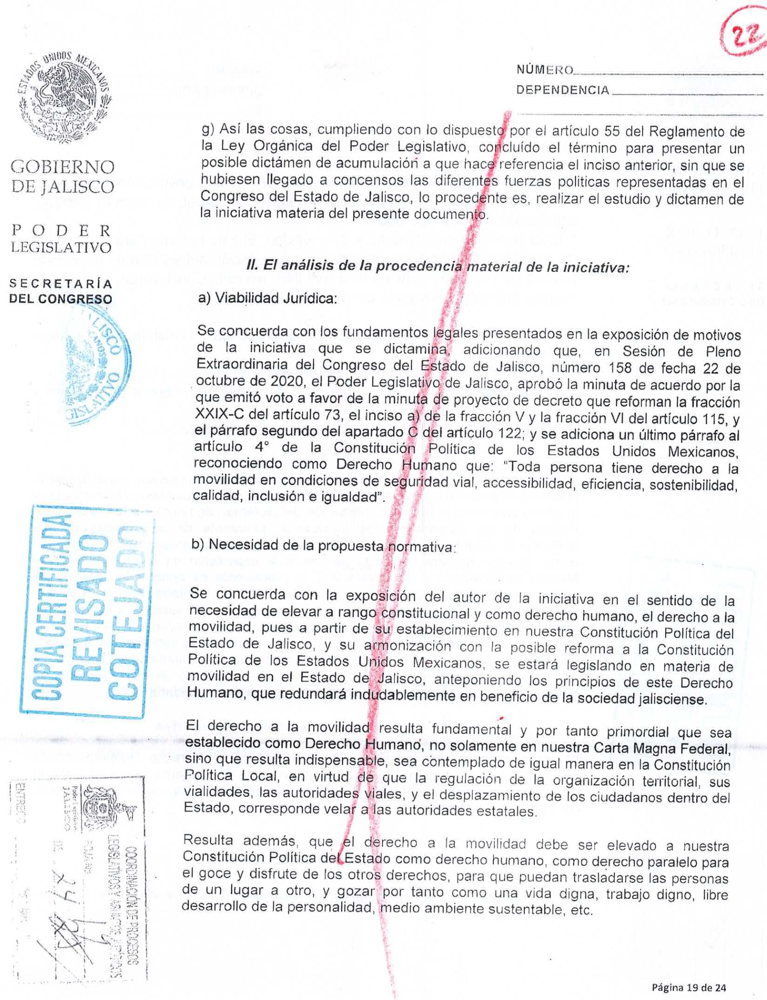 22
ESTADOS UNIDOS MEXICANOS
NÚMERO
DEPENDENCIA
GOBIERNO
DE JALISCO
PODER
LEGISLATIVO
SECRETARÍA
DEL CONGRESO
g) Así las cosas, cumpliendo con lo dispuesto por el artículo 55 del Reglamento de
la Ley Orgánica del Poder Legislativo, concluído el término para presentar un
posible dictámen de acumulación a que hace referencia el inciso anterior, sin que se
hubiesen llegado a concensos las diferentes fuerzas politicas representadas en el
Congreso del Estado de Jalisco, lo procedente es, realizar el estudio y dictamen de
la iniciativa materia del presente documento.
II. El análisis de la procedencia material de la iniciativa:
a) Viabilidad Jurídica:
Se concuerda con los fundamentos legales presentados en la exposición de motivos
de la iniciativa que se dictamina, adicionando que, en Sesión de Pleno
Extraordinaria del Congreso del Estado de Jalisco, número 158 de fecha 22 de
octubre de 2020, el Poder Legislativo de Jalisco, aprobó la minuta de acuerdo por la
que emitó voto a favor de la minuta de proyecto de decreto que reforman la fracción
XXIX-C del artículo 73, el inciso a) de la fracción V y la fracción VI del artículo 115, y
el párrafo segundo del apartado C del artículo 122; y se adiciona un último párrafo al
artículo 4° de la Constitución Política de los Estados Unidos Mexicanos,
reconociendo como Derecho Humano que: “Toda persona tiene derecho a la
movilidad en condiciones de seguridad vial, accessibilidad, eficiencia, sostenibilidad,
calidad, inclusión e igualdad”.
b) Necesidad de la propuesta normativa:
Se concuerda con la exposición del autor de la iniciativa en el sentido de la
necesidad de elevar a rango constitucional y como derecho humano, el derecho a la
movilidad, pues a partir de su establecimiento en nuestra Constitución Política del
Estado de Jalisco, y su armonización con la posible reforma a la Constitución
Política de los Estados Unidos Mexicanos, se estará legislando en materia de
movilidad en el Estado de Jalisco, anteponiendo los principios de este Derecho
Humano, que redundará indudablemente en beneficio de la sociedad jalisciense.
El derecho a la movilidad resulta fundamental y por tanto primordial que sea
establecido como Derecho Humano, no solamente en nuestra Carta Magna Federal,
sino que resulta indispensable, sea contemplado de igual manera en la Constitución
Política Local, en virtud de que la regulación de la organización territorial, sus
vialidades, las autoridades viales, y el desplazamiento de los ciudadanos dentro del
Estado, corresponde velar a las autoridades estatales.
Resulta además, que el derecho a la movilidad debe ser elevado a nuestra
Constitución Política del Estado como derecho humano, como derecho paralelo para
el goce y disfrute de los otros derechos, para que puedan trasladarse las personas
de un lugar a otro, y gozar por tanto como una vida digna, trabajo digno, libre
desarrollo de la personalidad, medio ambiente sustentable, etc.
COPIA CERTIFICADA
REVISADO
COTEJADO
COORDINACIÓN DE PROCESOS
LEGISLATIVOS Y ASUNTOS JURÍDICOS
JALISCO
DE
Página 19 de 24